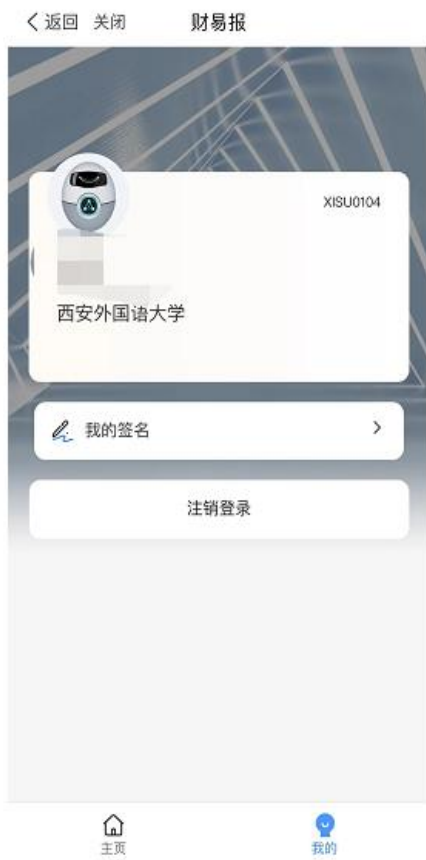 返回 关闭 财易报
XISU0104
西安外国语大学
我的签名
注销登录
主页 我的